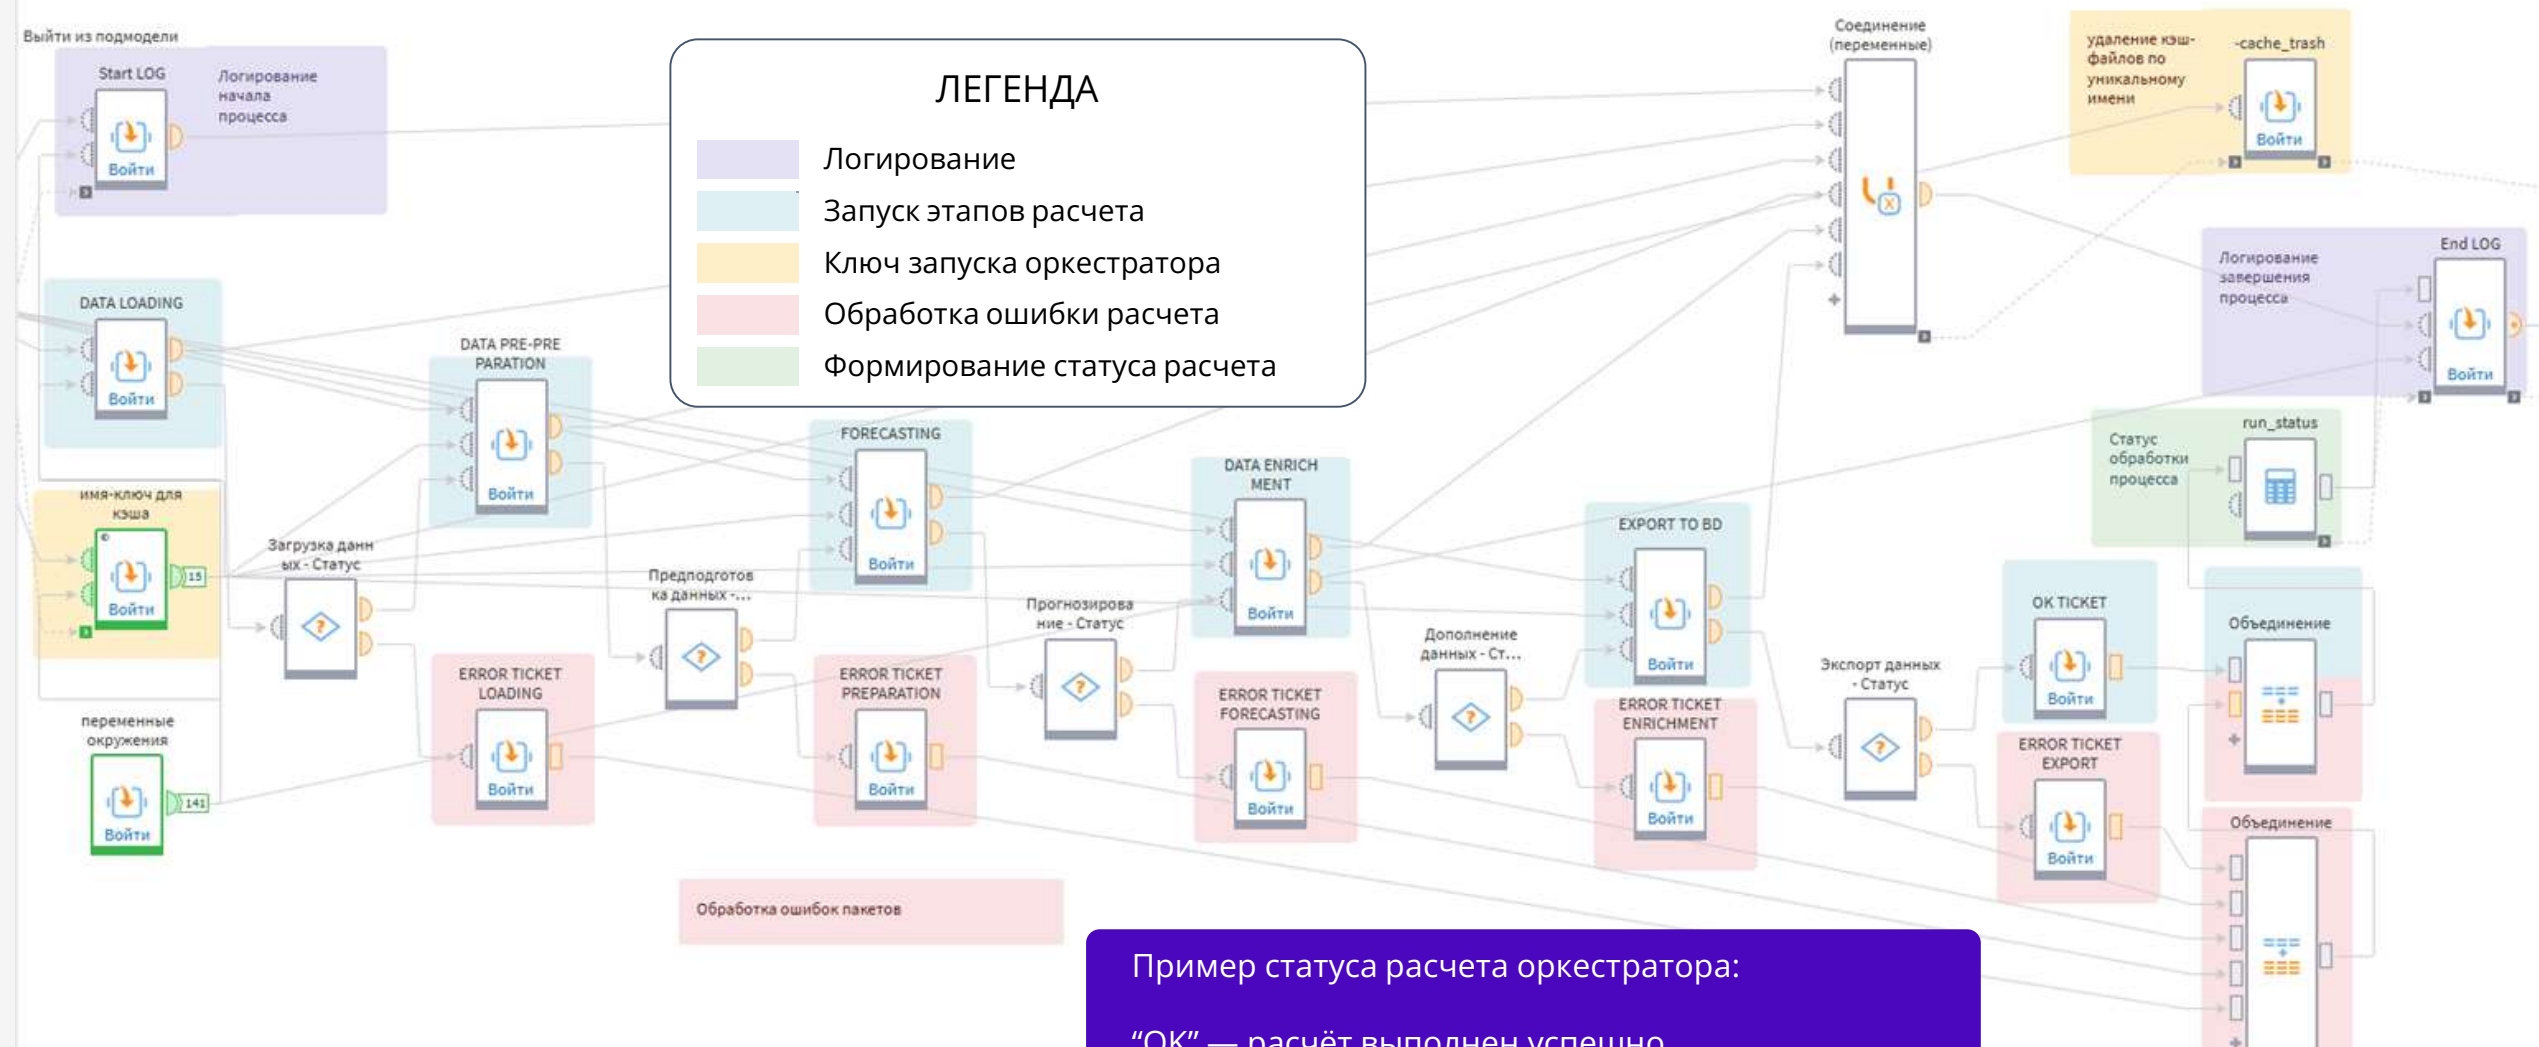 Выйти из подмодели
Start LOG
Войти
Логирование
начала
процесса
ЛЕГЕНДА
Логирование
Запуск этапов расчета
Ключ запуска оркестратора
Обработка ошибки расчета
Формирование статуса расчета
Соединение
(переменные)
удаление кэш-
файлов по
уникальному
имени
-cache_trash
Войти
Логирование
завершения
процесса
End LOG
Войти
DATA LOADING
Войти
DATA PRE-PRE
PARATION
Войти
FORECASTING
Войти
DATA ENRICH
MENT
Войти
EXPORT TO BD
Войти
Статус
обработки
процесса
run_status
имя-ключ для
кэша
Войти
15
Загрузка данн
ых - Статус
Предподготов
ка данных -...
Прогнозирова
ние - Статус
Дополнение
данных - Ст...
Экспорт данных
- Статус
OK TICKET
Войти
Объединение
переменные
окружения
Войти
141
ERROR TICKET
LOADING
Войти
ERROR TICKET
PREPARATION
Войти
ERROR TICKET
FORECASTING
Войти
ERROR TICKET
ENRICHMENT
Войти
ERROR TICKET
EXPORT
Войти
Объединение
Обработка ошибок пакетов
Пример статуса расчета оркестратора:
“OK” — расчёт выполнен успешно